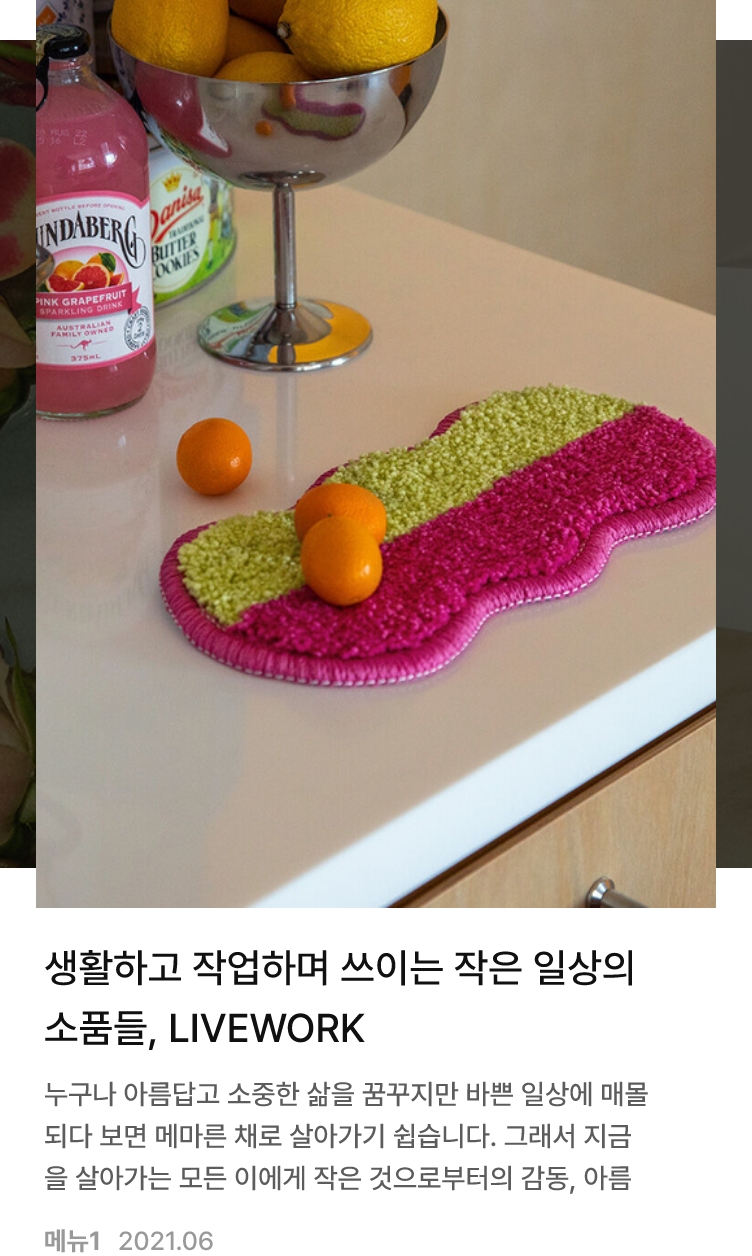 UNDABERG
PINK GRAPEFRUIT
SPARKLING DRINK
AUSTRALIAN
FAMILY OWNED
375mL
Danisa
TRADITIONAL
BUTTER
COOKIES
생활하고 작업하며 쓰이는 작은 일상의
소품들, LIVEWORK
누구나 아름답고 소중한 삶을 꿈꾸지만 바쁜 일상에 매몰
되다 보면 메마른 채로 살아가기 쉽습니다. 그래서 지금
을 살아가는 모든 이에게 작은 것으로부터의 감동, 아름
메뉴1 2021.06